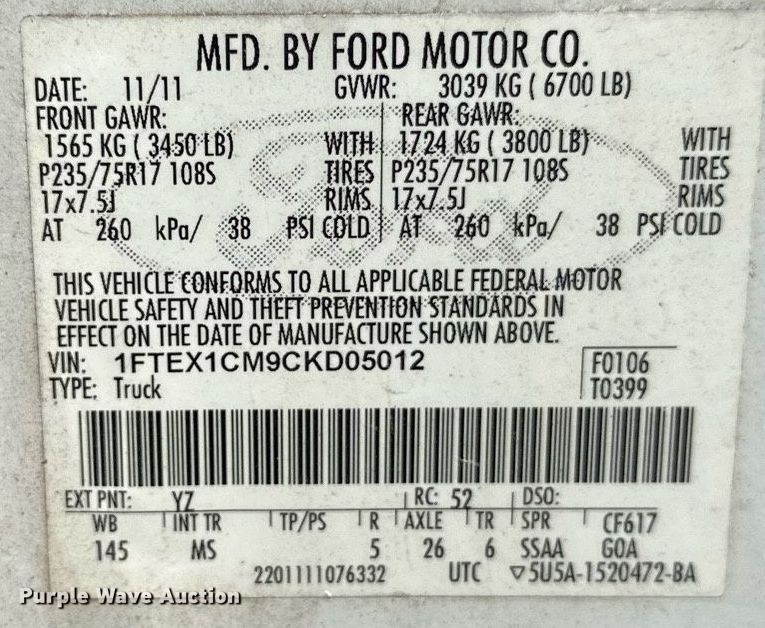 MFD. BY FORD MOTOR CO.
DATE: 11/11 GVWR: 3039 KG ( 6700 LB)
FRONT GAWR: REAR GAWR:
1565 KG ( 3450 LB) WITH 1724 KG ( 3800 LB) WITH
P235/75R17 108S TIRES P235/75R17 108S TIRES
17x7.5J RIMS 17x7.5J RIMS
AT 260 kPa/ 38 PSI COLD AT 260 kPa/ 38 PSI COLD
Ford
THIS VEHICLE CONFORMS TO ALL APPLICABLE FEDERAL MOTOR
VEHICLE SAFETY AND THEFT PREVENTION STANDARDS IN
EFFECT ON THE DATE OF MANUFACTURE SHOWN ABOVE.
VIN: 1FTEX1CM9CKD05012 F0106
TYPE: Truck T0399
EXT PNT: YZ RC: 52 DSO:
WB INT TR TP/PS R AXLE TR SPR CF617
145 MS 5 26 6 SSAA GOA
2201111076332 UTC ▽5U5A-1520472-BA
Purple Wave Auction